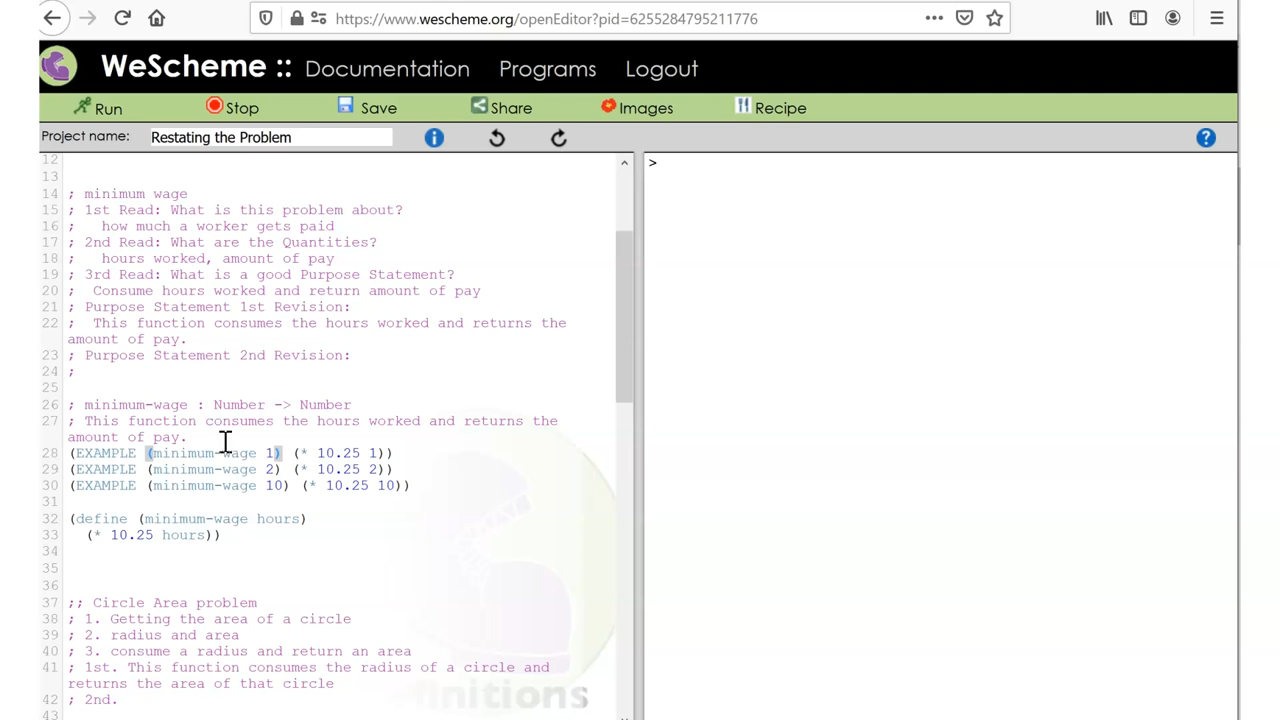 https://www.wescheme.org/openEditor?pid=6255284795211776
WeScheme :: Documentation Programs Logout
Run Stop Save Share Images Recipe
Project name: Restating the Problem
12
13
14 ; minimum wage
15 ; 1st Read: What is this problem about?
16 ;   how much a worker gets paid
17 ; 2nd Read: What are the Quantities?
18 ;   hours worked, amount of pay
19 ; 3rd Read: What is a good Purpose Statement?
20 ;  Consume hours worked and return amount of pay
21 ; Purpose Statement 1st Revision:
22 ;  This function consumes the hours worked and returns the
amount of pay.
23 ; Purpose Statement 2nd Revision:
24 ;
25
26 ; minimum-wage : Number -> Number
27 ; This function consumes the hours worked and returns the
amount of pay.
28 (EXAMPLE (minimum-wage 1) (* 10.25 1))
29 (EXAMPLE (minimum-wage 2) (* 10.25 2))
30 (EXAMPLE (minimum-wage 10) (* 10.25 10))
31
32 (define (minimum-wage hours)
33   (* 10.25 hours))
34
35
36
37 ;; Circle Area problem
38 ; 1. Getting the area of a circle
39 ; 2. radius and area
40 ; 3. consume a radius and return an area
41 ; 1st. This function consumes the radius of a circle and
returns the area of that circle
42 ; 2nd.
43
>